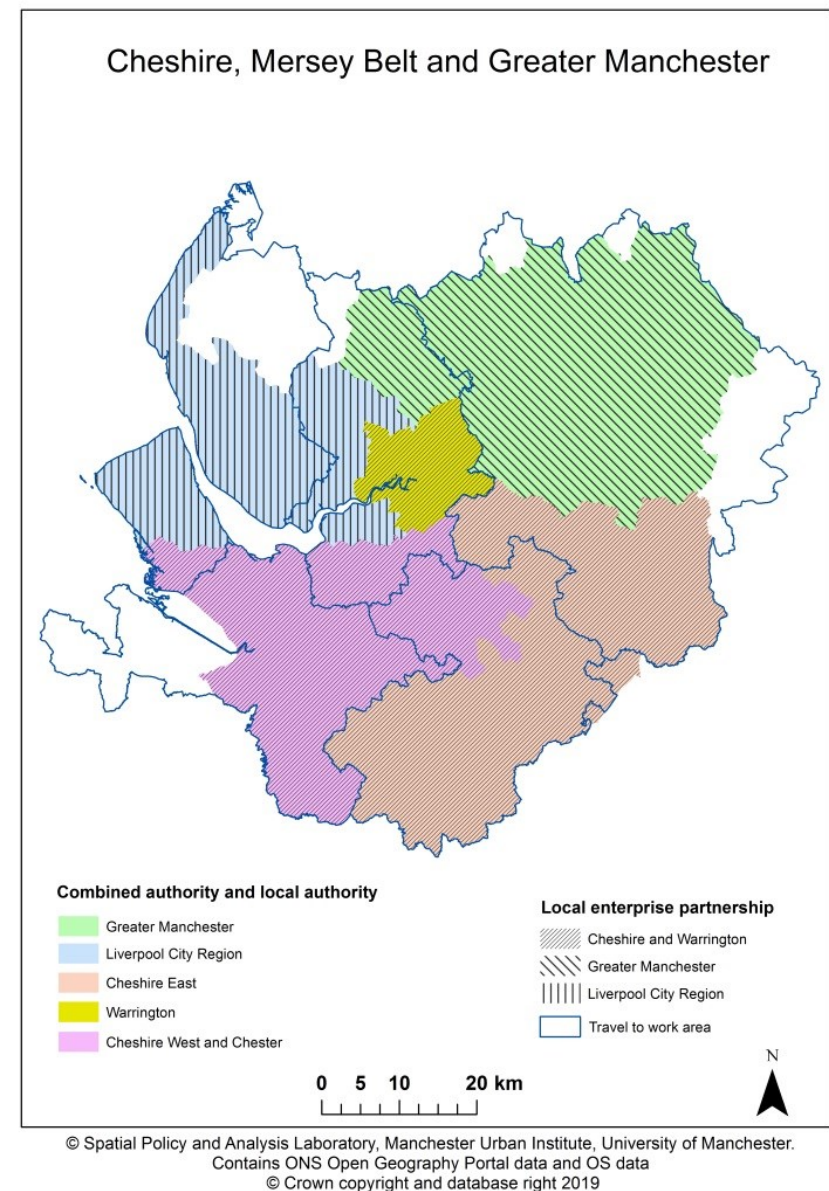 Cheshire, Mersey Belt and Greater Manchester
Combined authority and local authority
Greater Manchester
Liverpool City Region
Cheshire East
Warrington
Cheshire West and Chester
Local enterprise partnership
Cheshire and Warrington
Greater Manchester
Liverpool City Region
Travel to work area
0 5 10 20 km
N
© Spatial Policy and Analysis Laboratory, Manchester Urban Institute, University of Manchester.
Contains ONS Open Geography Portal data and OS data
© Crown copyright and database right 2019